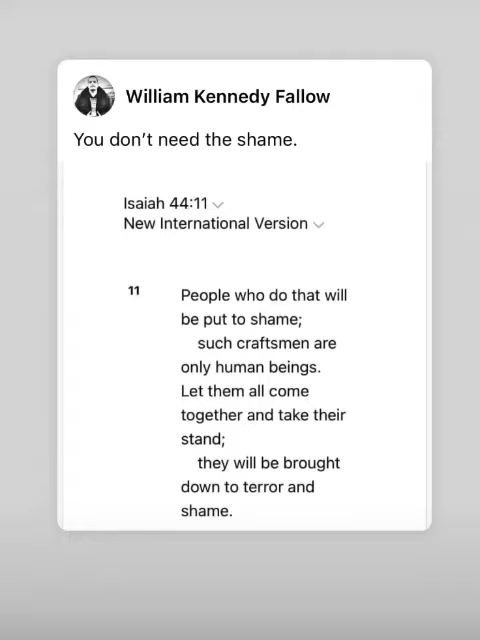 William Kennedy Fallow
You don’t need the shame.
Isaiah 44:11
New International Version
11 People who do that will
be put to shame;
such craftsmen are
only human beings.
Let them all come
together and take their
stand;
they will be brought
down to terror and
shame.